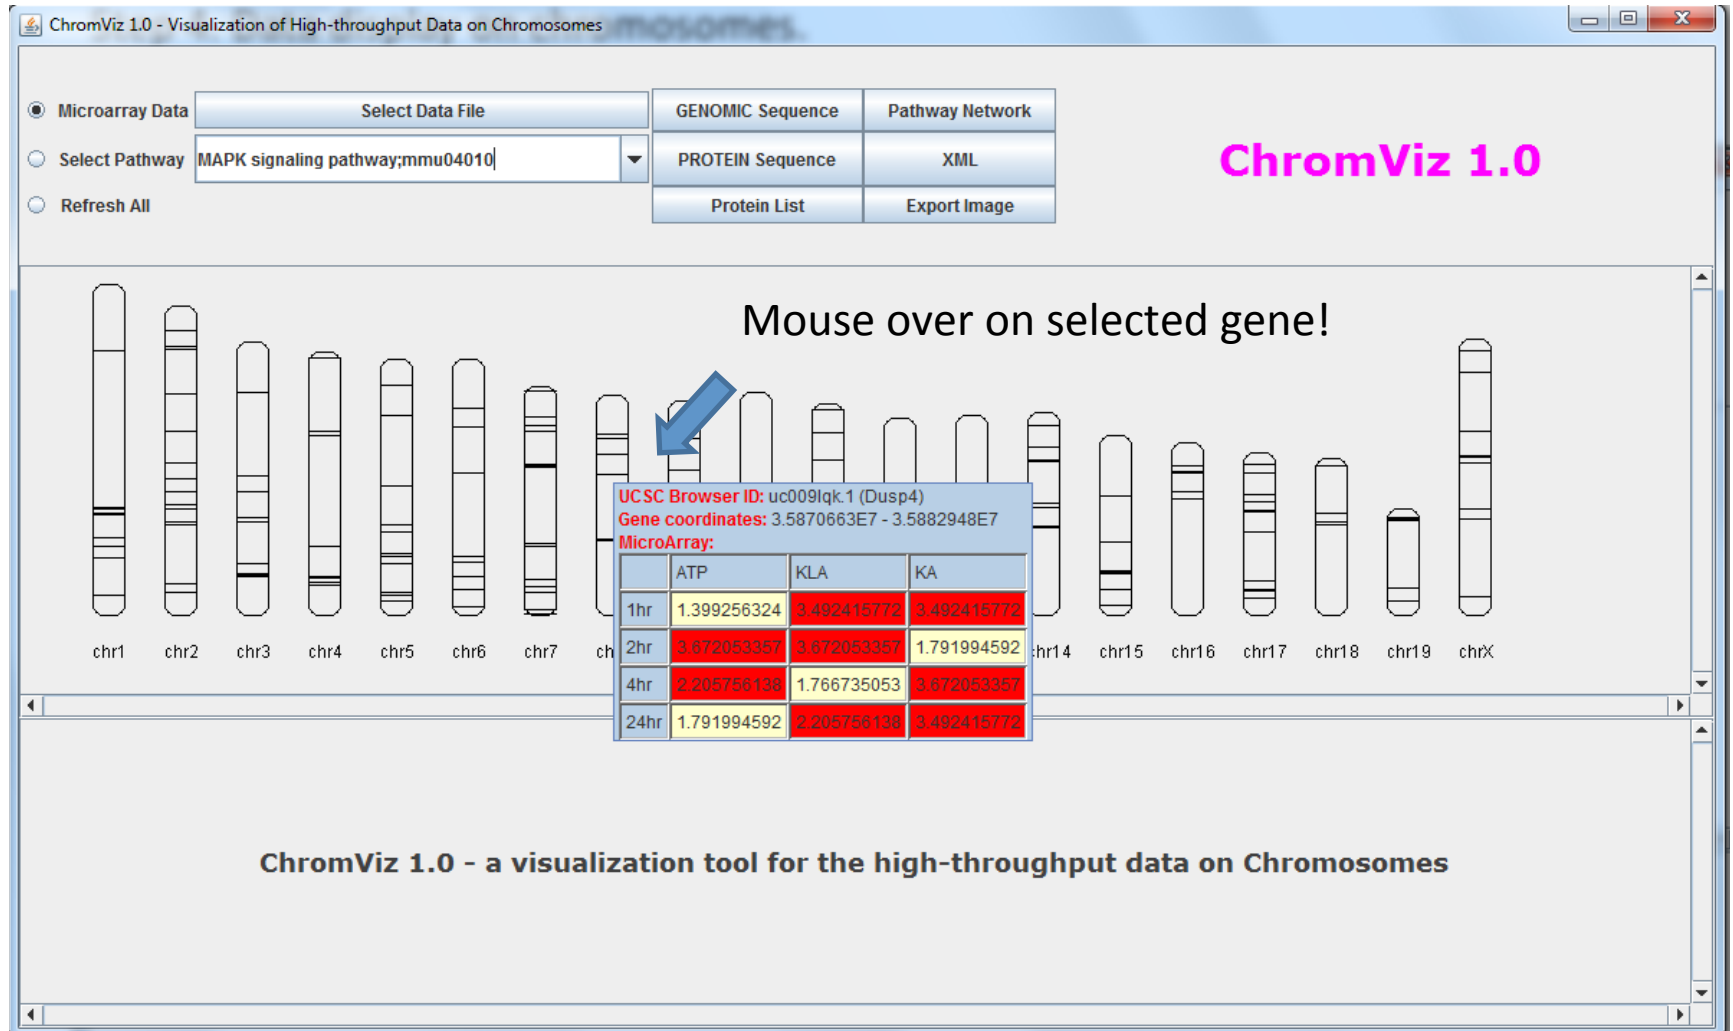 ChromViz 1.0 - Visualization of High-throughput Data on Chromosomes
Microarray Data
Select Data File
GENOMIC Sequence
Pathway Network
Select Pathway
MAPK signaling pathway;mmu04010
PROTEIN Sequence
XML
ChromViz 1.0
Refresh All
Protein List
Export Image
Mouse over on selected gene!
UCSC Browser ID: uc009lqk.1 (Dusp4)
Gene coordinates: 3.5870663E7 - 3.5882948E7
MicroArray:
ATP KLA KA
1hr 1.399256324 3.492415772 3.492415772
2hr 3.672053357 3.672053357 1.791994592
4hr 2.205756138 1.766735053 3.672053357
24hr 1.791994592 2.205756138 3.492415772
chr1 chr2 chr3 chr4 chr5 chr6 chr7 ch hr14 chr15 chr16 chr17 chr18 chr19 chrX
ChromViz 1.0 - a visualization tool for the high-throughput data on Chromosomes